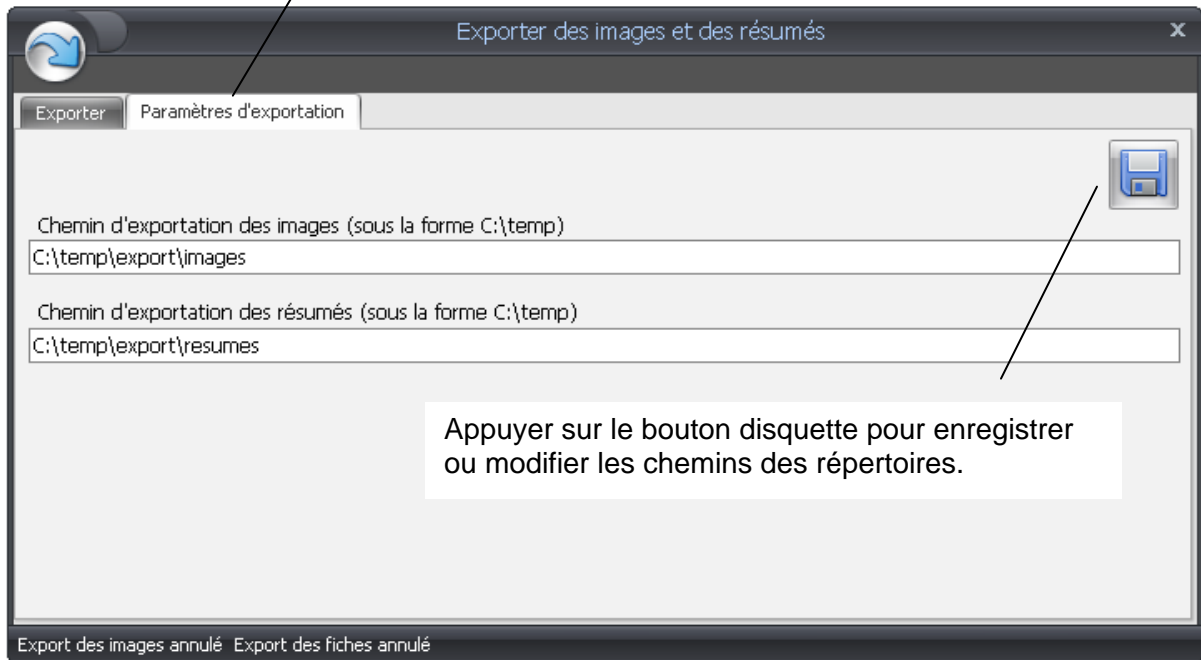 Exporter des images et des résumés
x
Exporter
Paramètres d'exportation
Chemin d'exportation des images (sous la forme C:\temp)
C:\temp\export\images
Chemin d'exportation des résumés (sous la forme C:\temp)
C:\temp\export\resumes
Appuyer sur le bouton disquette pour enregistrer
ou modifier les chemins des répertoires.
Export des images annulé Export des fiches annulé